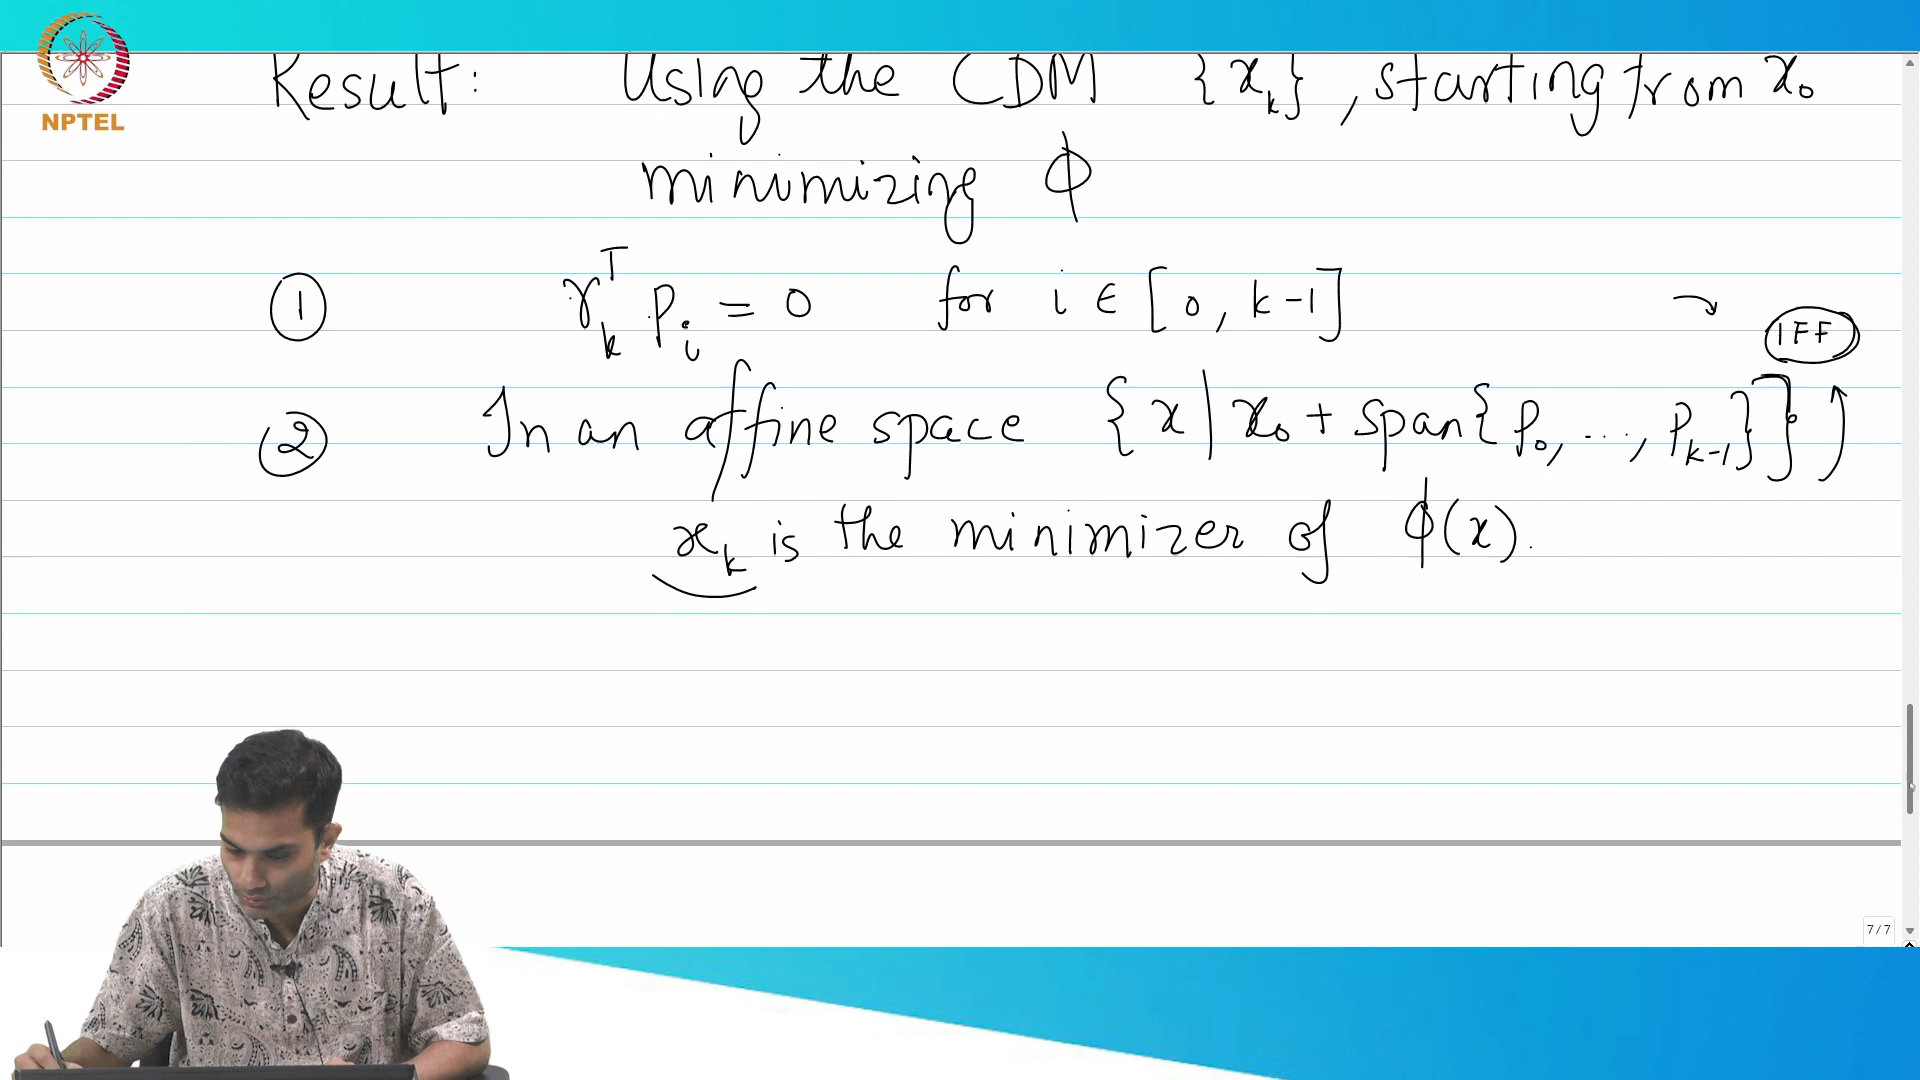 NPTEL
Result: Using the CDM {x_k}, starting from x_0
minimizing ϕ
① r_k^T p_i = 0 for i ∈ [0, k-1]
IFF
② In an affine space {x | x_0 + span{p_0, ..., p_{k-1}}}
x_k is the minimizer of ϕ(x).
7/7